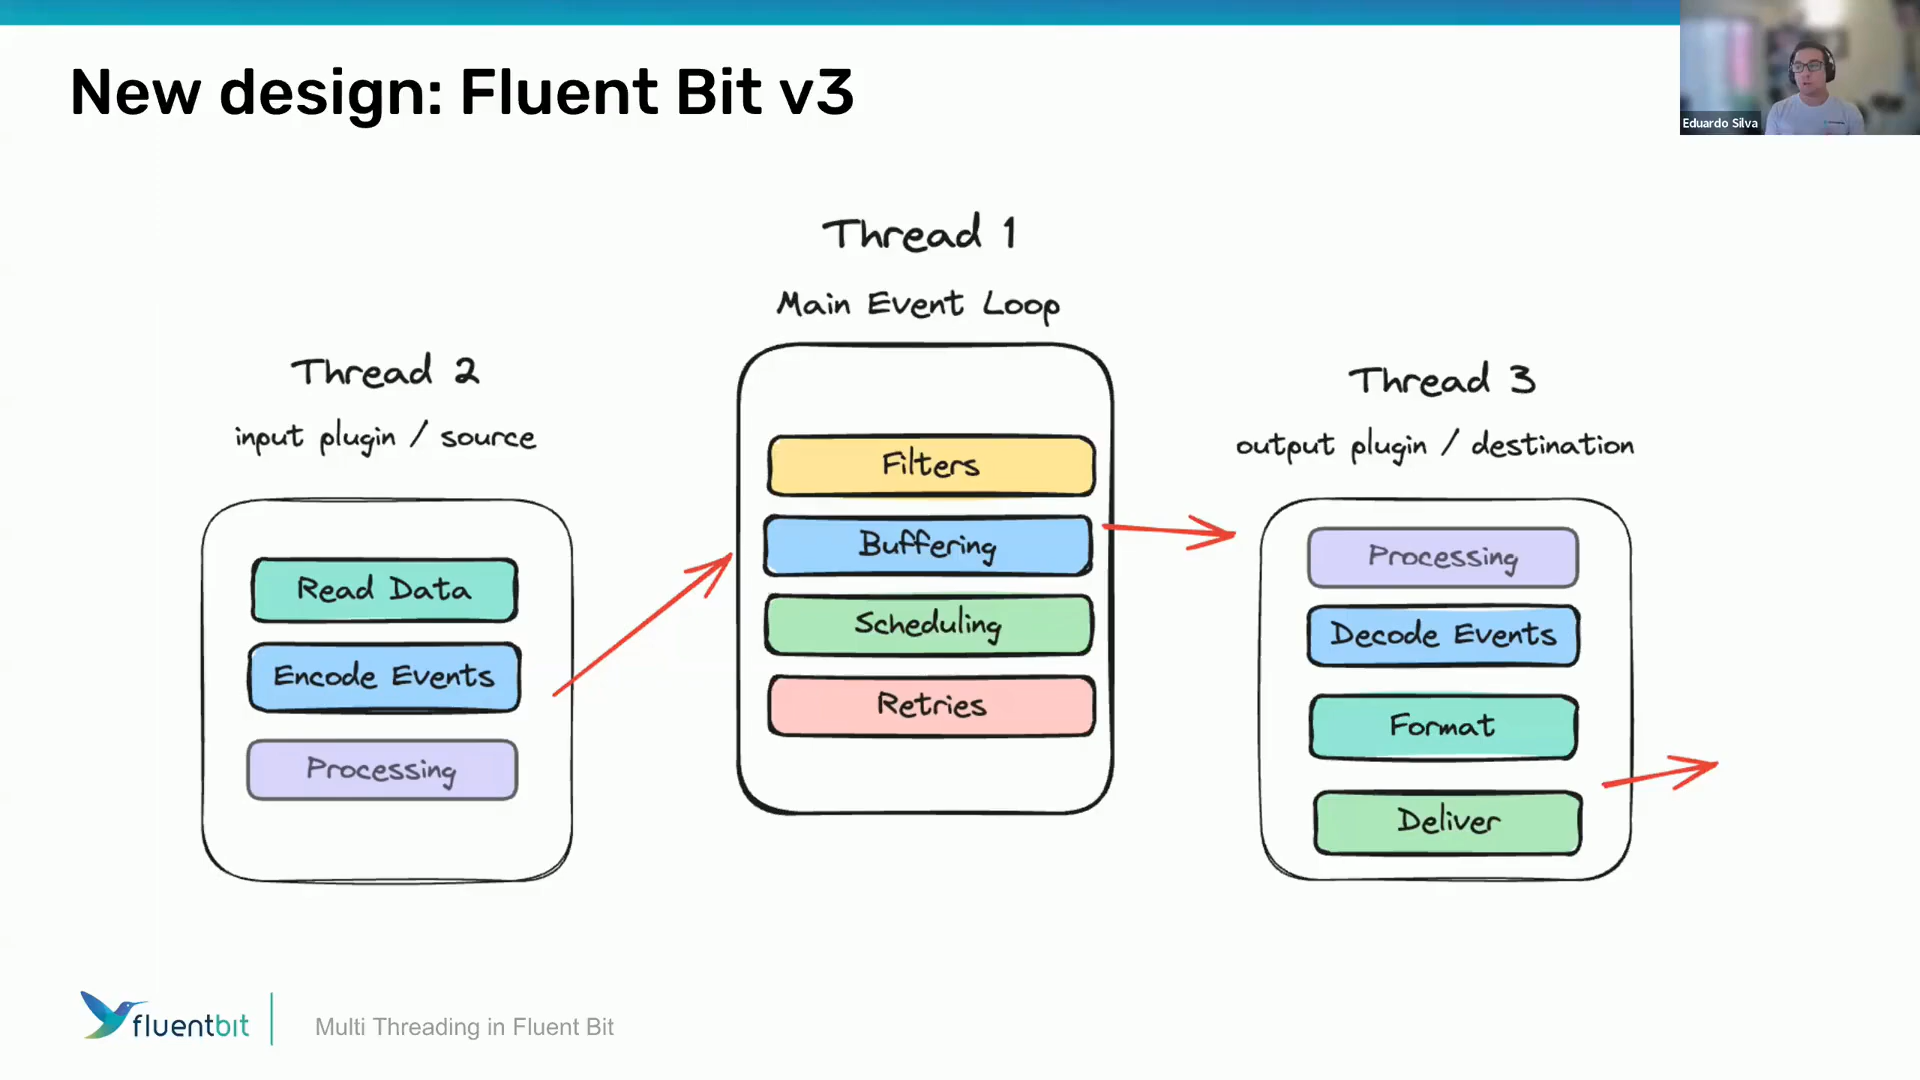 New design: Fluent Bit v3
Eduardo Silva
Thread 1
Main Event Loop
Filters
Buffering
Scheduling
Retries
Thread 2
input plugin / source
Read Data
Encode Events
Processing
Thread 3
output plugin / destination
Processing
Decode Events
Format
Deliver
fluentbit
Multi Threading in Fluent Bit